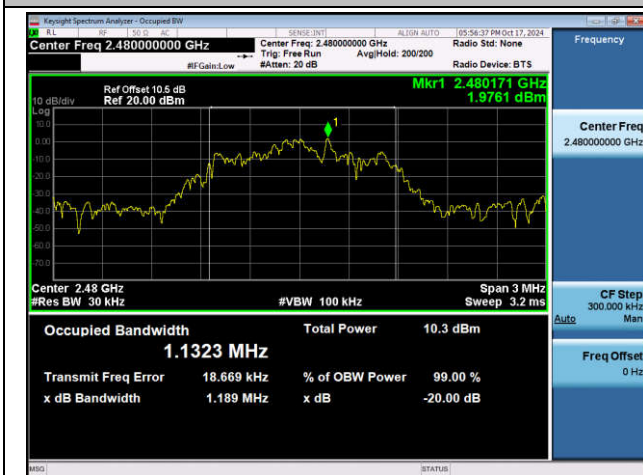 Keysight Spectrum Analyzer - Occupied BW
RL RF 50 Ω AC SENSE:INT ALIGN AUTO 05:56:37 PM Oct 17, 2024
Center Freq 2.480000000 GHz
Center Freq: 2.480000000 GHz
Radio Std: None
Trig: Free Run Avg|Hold: 200/200
#IFGain:Low
#Atten: 20 dB
Radio Device: BTS
Frequency
Ref Offset 10.5 dB
Ref 20.00 dBm
Mkr1 2.480171 GHz
1.9761 dBm
10 dB/div
Log
10.0
0.00
-10.0
-20.0
-30.0
-40.0
-50.0
-60.0
-70.0
1
Center 2.48 GHz
Span 3 MHz
#Res BW 30 kHz
#VBW 100 kHz
Sweep 3.2 ms
Occupied Bandwidth
1.1323 MHz
Total Power 10.3 dBm
Transmit Freq Error 18.669 kHz
% of OBW Power 99.00 %
x dB Bandwidth 1.189 MHz
x dB -20.00 dB
Center Freq
2.480000000 GHz
CF Step
300.000 kHz
Auto Man
Freq Offset
0 Hz
MSG
STATUS